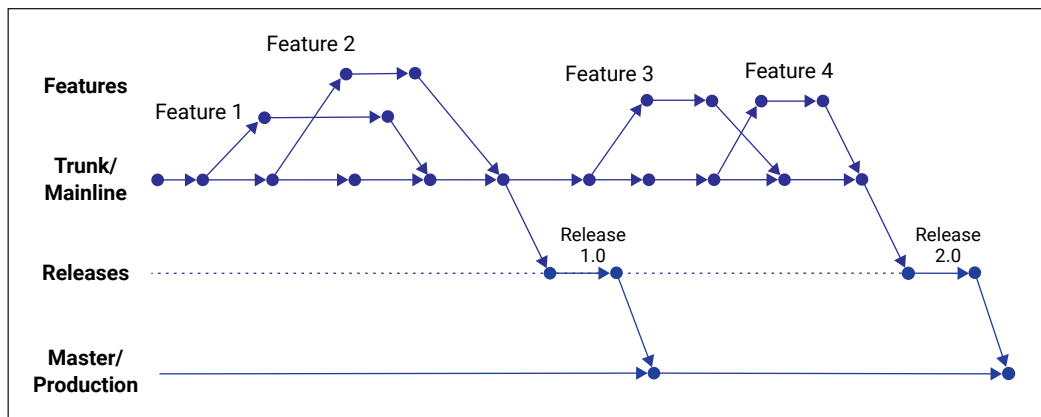 Feature 2
Feature 3
Feature 4
Features
Feature 1
Trunk/
Mainline
Release
1.0
Release
2.0
Releases
Master/
Production